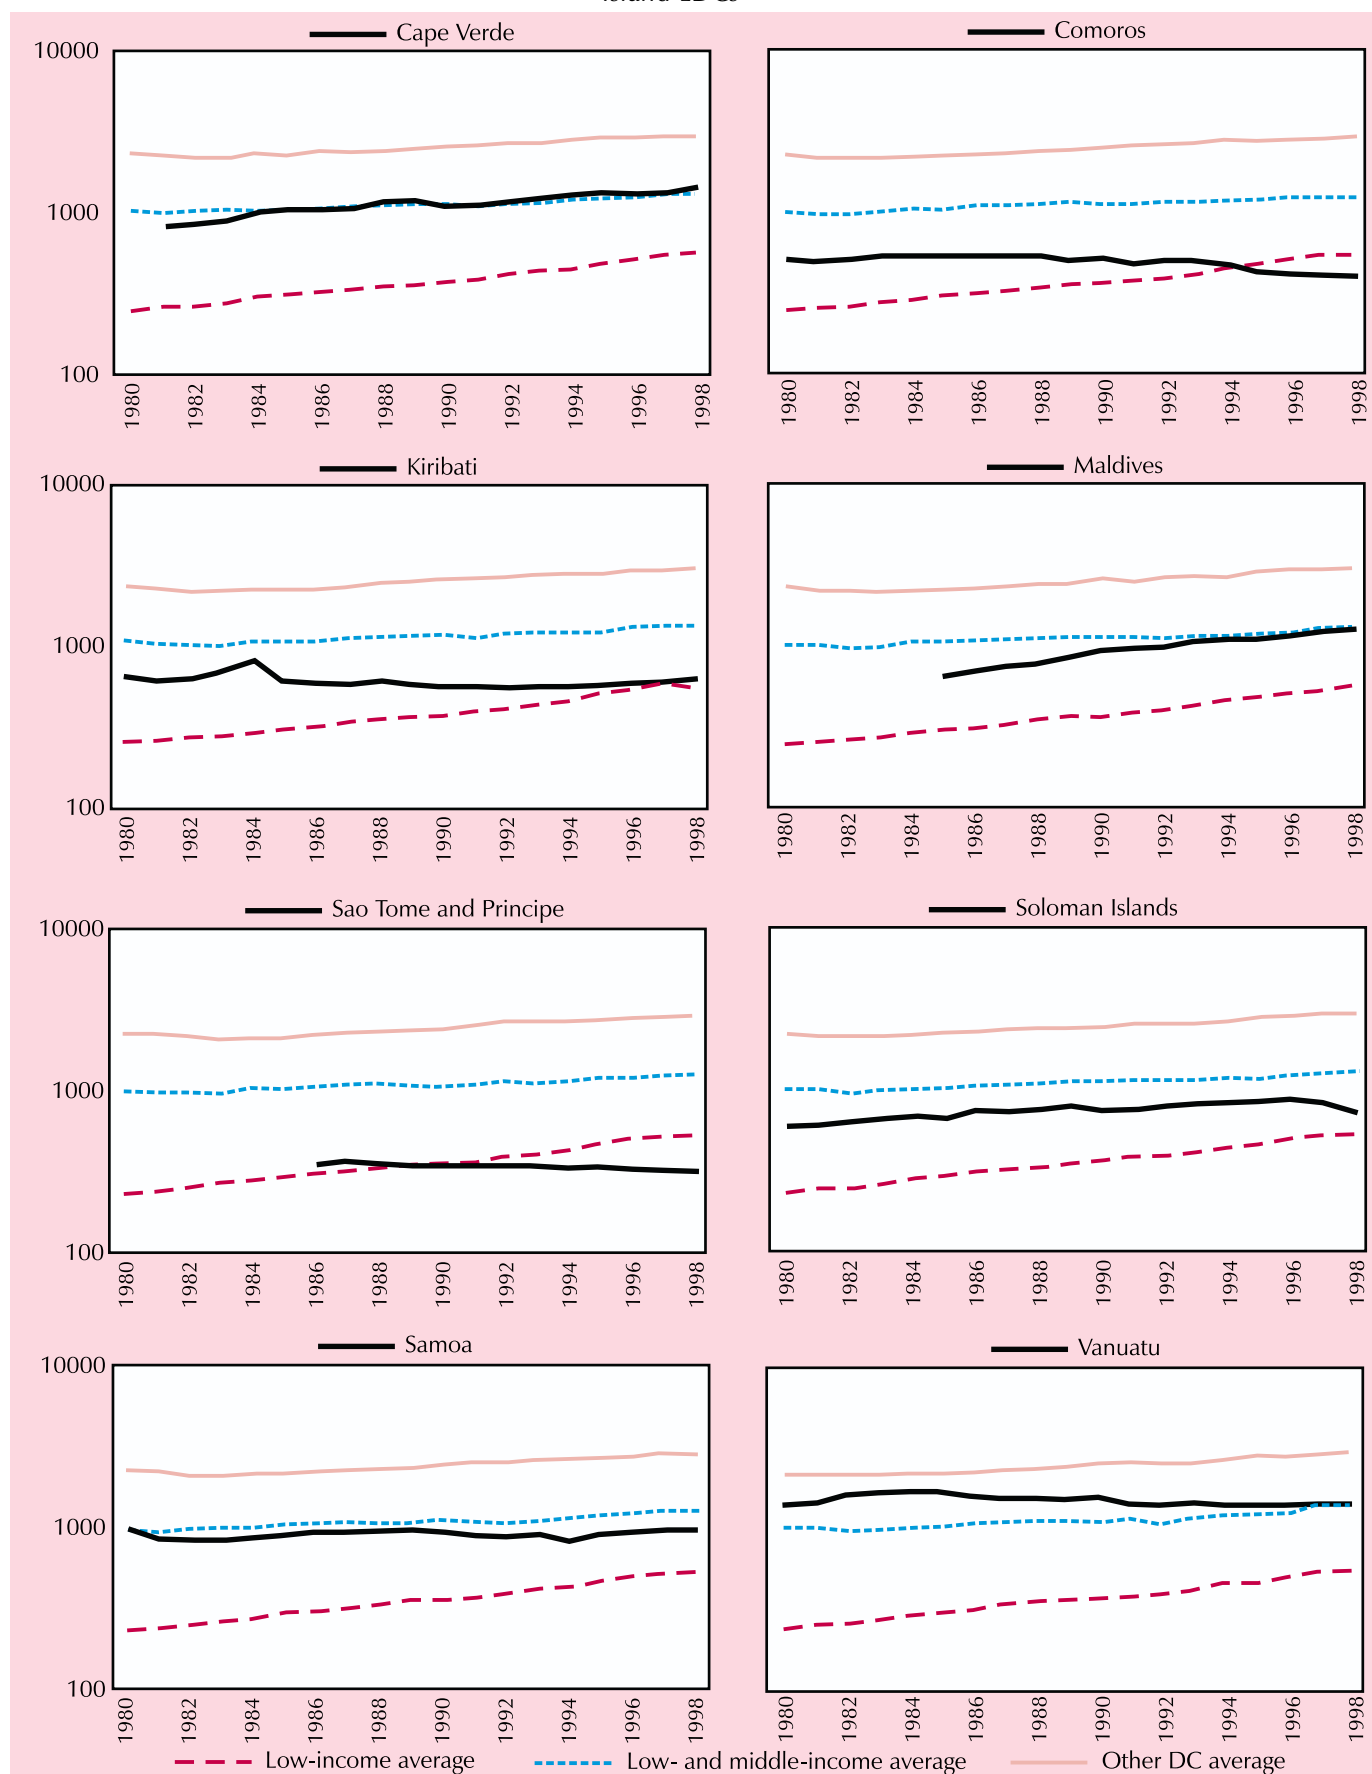 Island LDCs
Cape Verde
Comoros
10000
1000
100
1980 1982 1984 1986 1988 1990 1992 1994 1996 1998
1980 1982 1984 1986 1988 1990 1992 1994 1996 1998
Kiribati
Maldives
10000
1000
100
1980 1982 1984 1986 1988 1990 1992 1994 1996 1998
1980 1982 1984 1986 1988 1990 1992 1994 1996 1998
Sao Tome and Principe
Soloman Islands
10000
1000
100
1980 1982 1984 1986 1988 1990 1992 1994 1996 1998
1980 1982 1984 1986 1988 1990 1992 1994 1996 1998
Samoa
Vanuatu
10000
1000
100
1980 1982 1984 1986 1988 1990 1992 1994 1996 1998
1980 1982 1984 1986 1988 1990 1992 1994 1996 1998
Low-income average
Low- and middle-income average
Other DC average